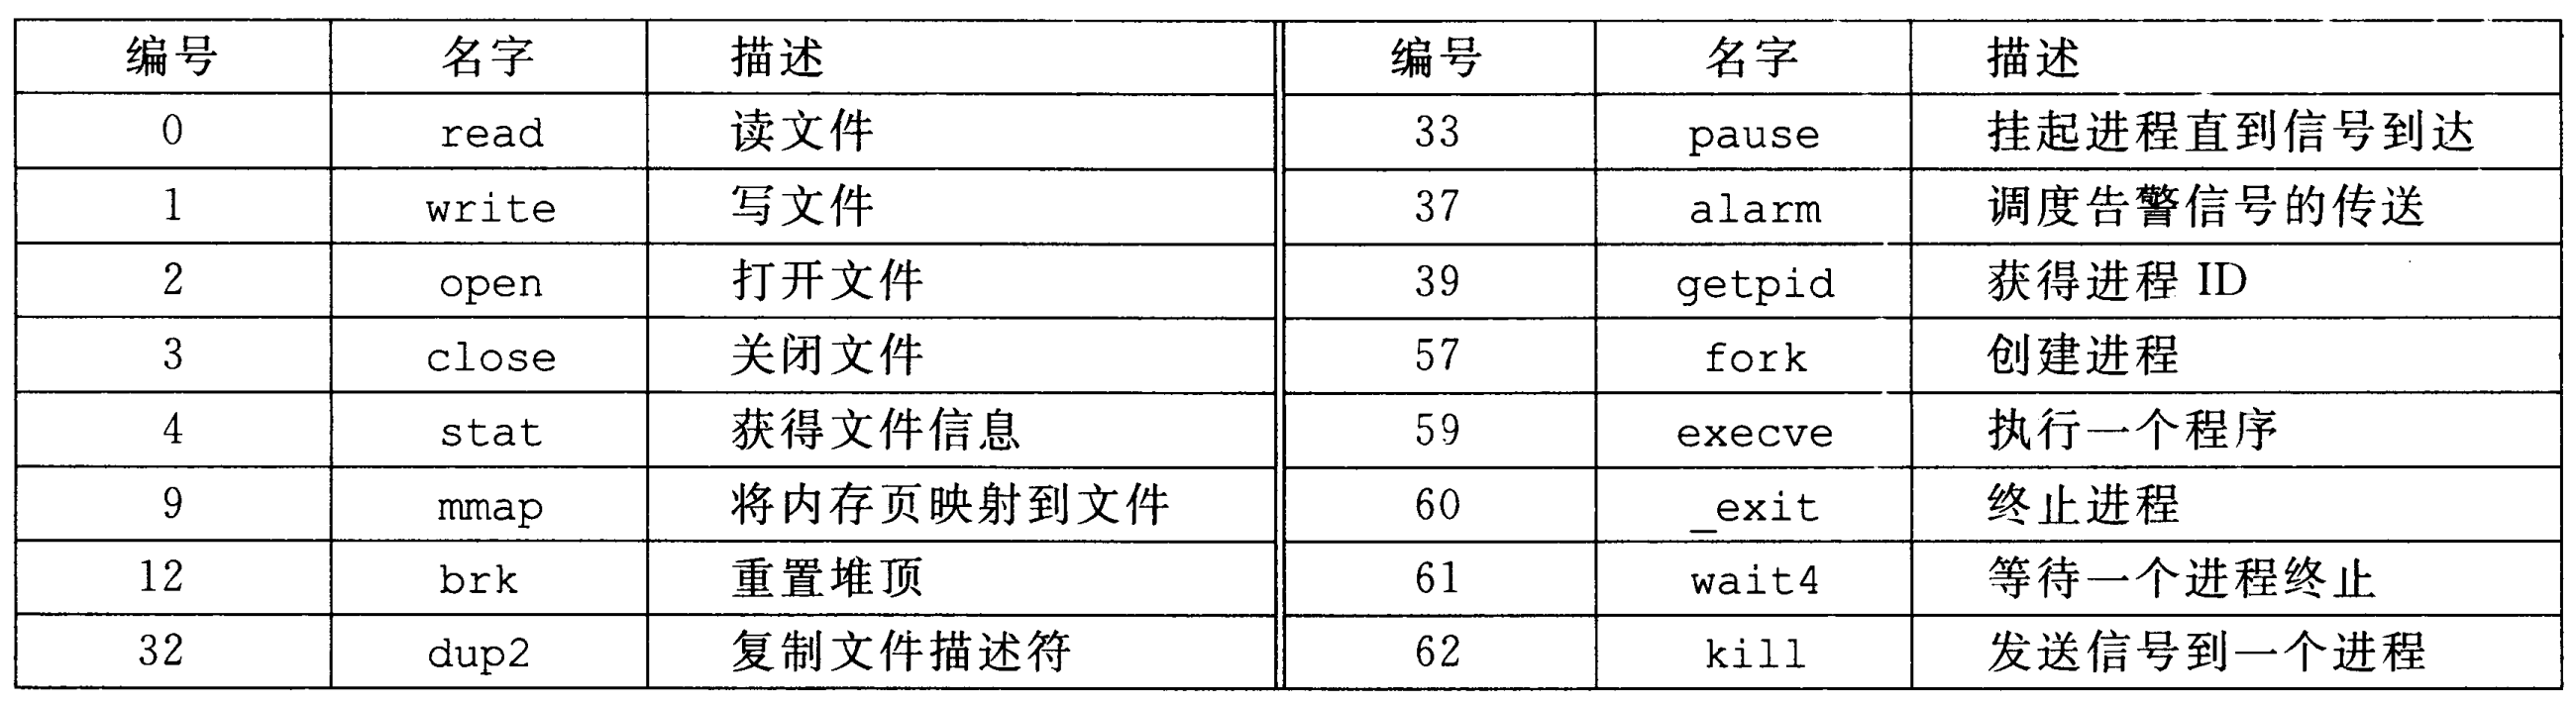 编号 名字 描述 编号 名字 描述
0 read 读文件 33 pause 挂起进程直到信号到达
1 write 写文件 37 alarm 调度告警信号的传送
2 open 打开文件 39 getpid 获得进程 ID
3 close 关闭文件 57 fork 创建进程
4 stat 获得文件信息 59 execve 执行一个程序
9 mmap 将内存页映射到文件 60 _exit 终止进程
12 brk 重置堆顶 61 wait4 等待一个进程终止
32 dup2 复制文件描述符 62 kill 发送信号到一个进程